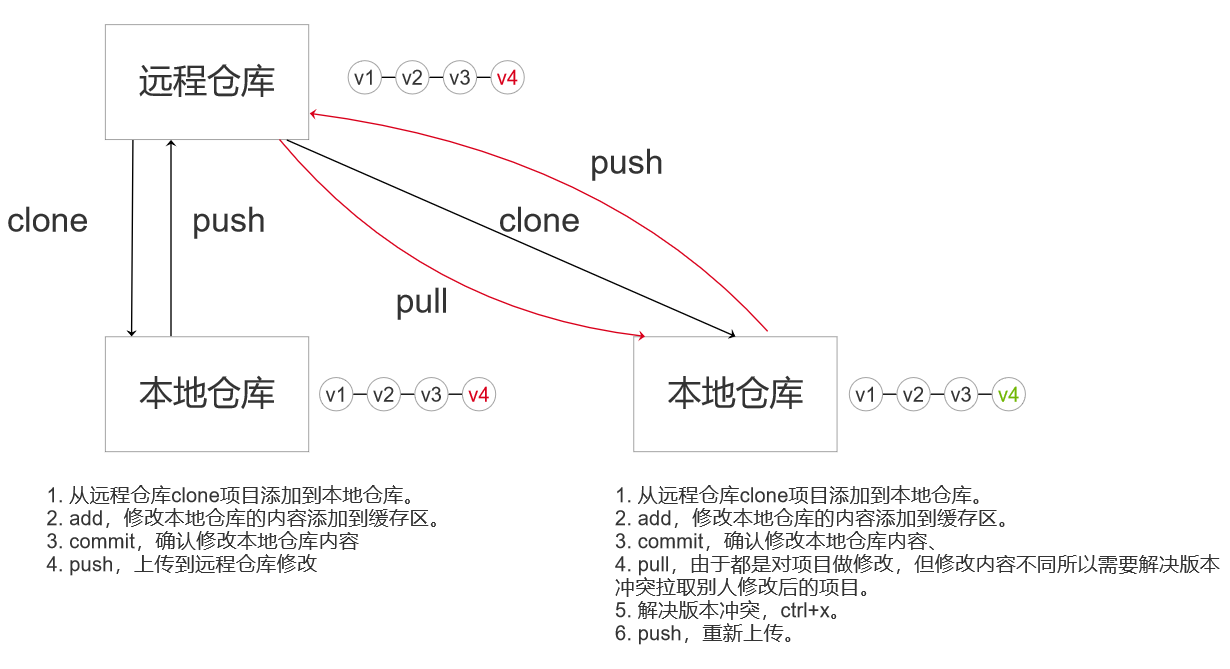 远程仓库
v1 v2 v3 v4
push
clone
push
clone
pull
本地仓库
v1 v2 v3 v4
本地仓库
v1 v2 v3 v4
1. 从远程仓库clone项目添加到本地仓库。
2. add，修改本地仓库的内容添加到缓存区。
3. commit，确认修改本地仓库内容
4. push，上传到远程仓库修改
1. 从远程仓库clone项目添加到本地仓库。
2. add，修改本地仓库的内容添加到缓存区。
3. commit，确认修改本地仓库内容、
4. pull，由于都是对项目做修改，但修改内容不同所以需要解决版本
冲突拉取别人修改后的项目。
5. 解决版本冲突，ctrl+x。
6. push，重新上传。